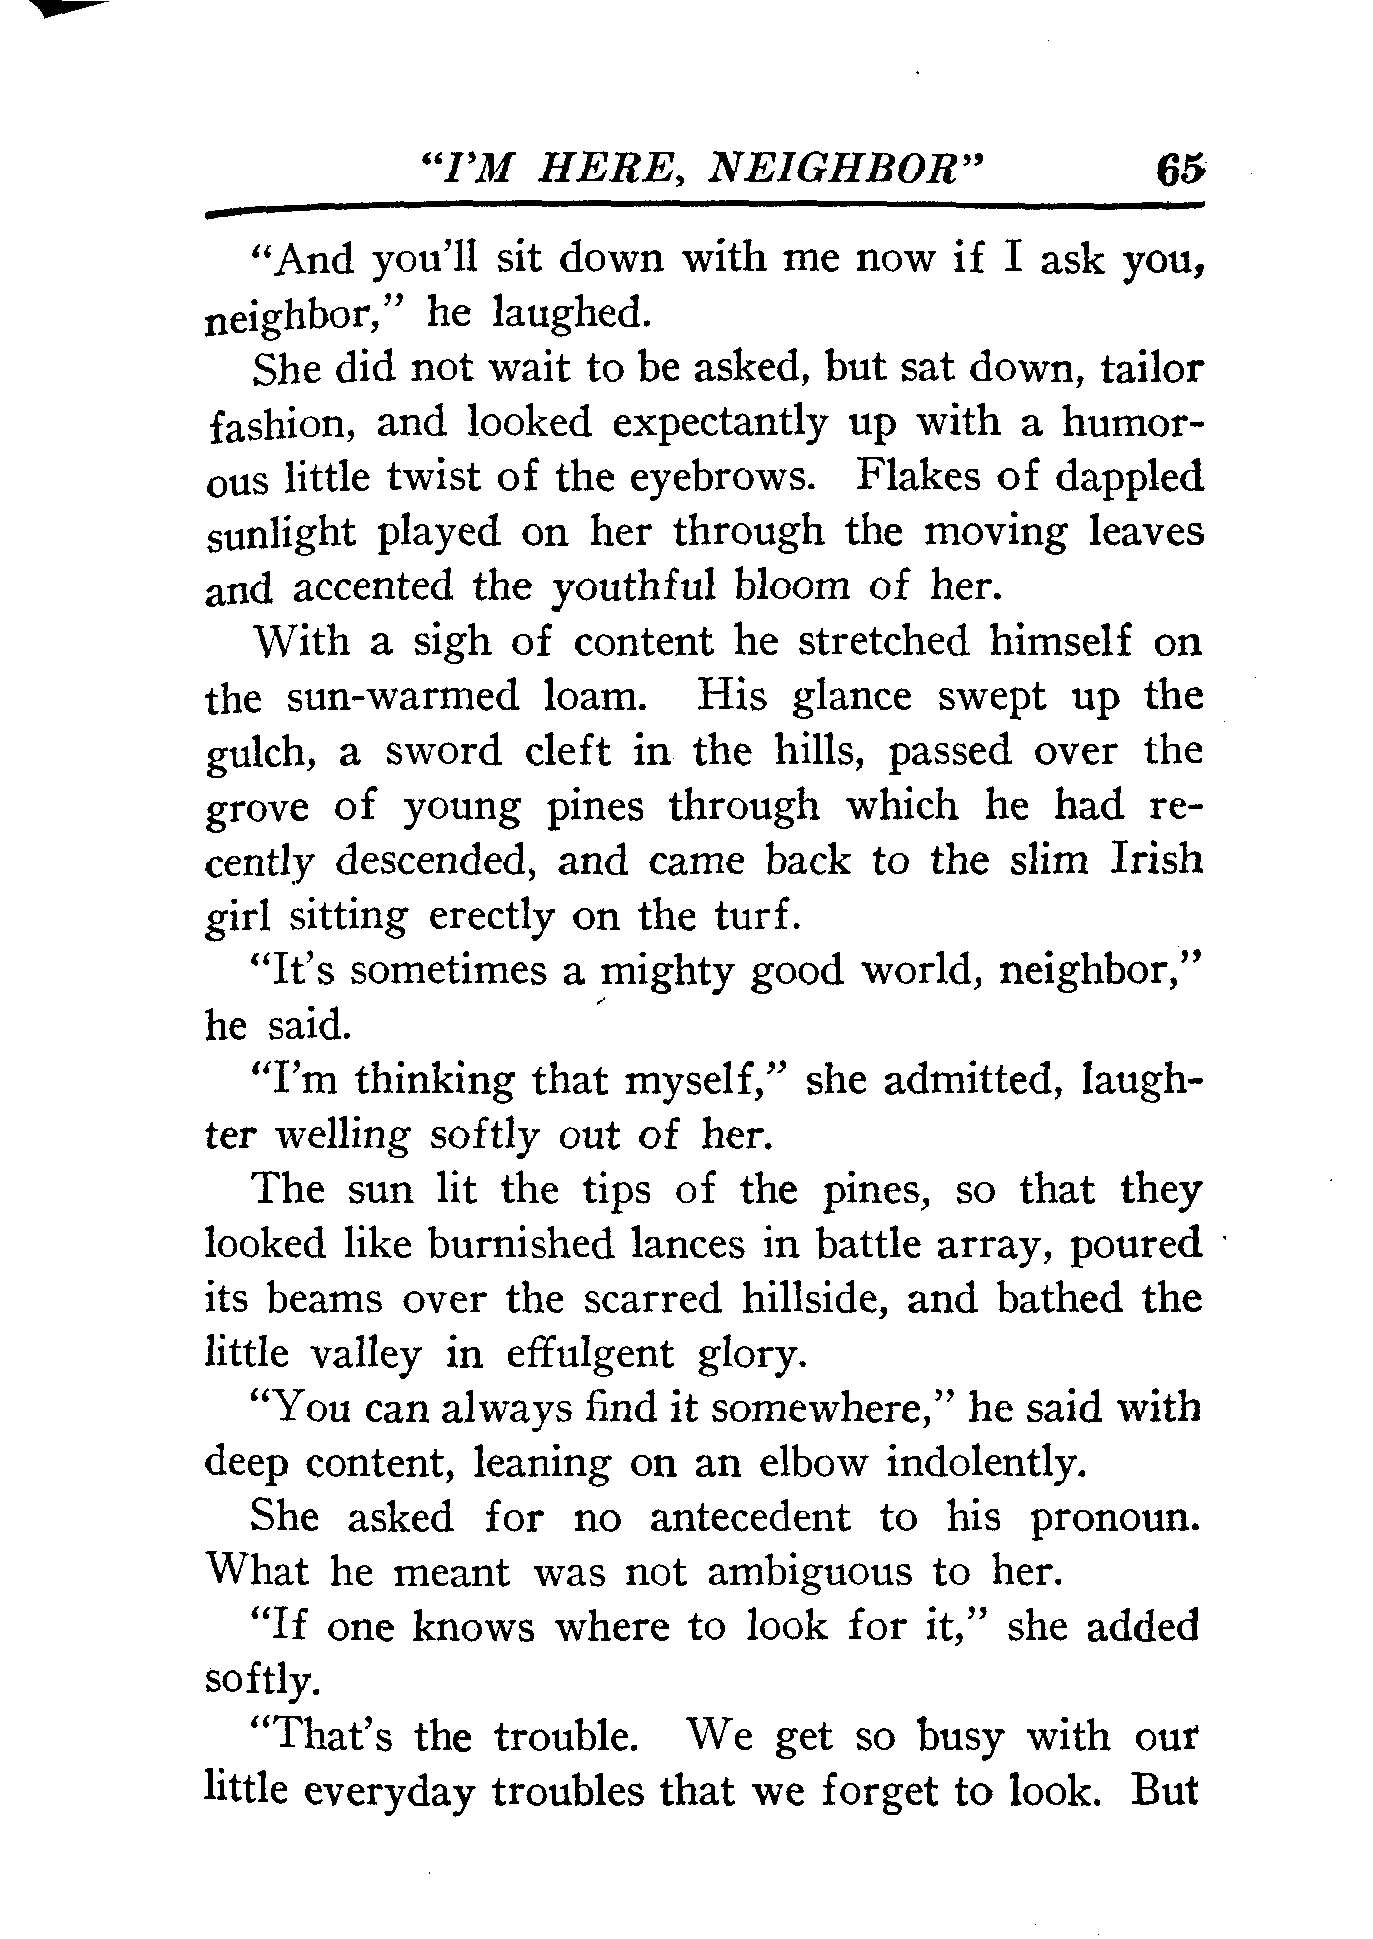 "I'M HERE, NEIGHBOR" 65
"And you'll sit down with me now if I ask you,
neighbor," he laughed.
She did not wait to be asked, but sat down, tailor
fashion, and looked expectantly up with a humor-
ous little twist of the eyebrows. Flakes of dappled
sunlight played on her through the moving leaves
and accented the youthful bloom of her.
With a sigh of content he stretched himself on
the sun-warmed loam. His glance swept up the
gulch, a sword cleft in the hills, passed over the
grove of young pines through which he had re-
cently descended, and came back to the slim Irish
girl sitting erectly on the turf.
"It's sometimes a mighty good world, neighbor,"
he said.
"I'm thinking that myself," she admitted, laugh-
ter welling softly out of her.
The sun lit the tips of the pines, so that they
looked like burnished lances in battle array, poured
its beams over the scarred hillside, and bathed the
little valley in effulgent glory.
"You can always find it somewhere," he said with
deep content, leaning on an elbow indolently.
She asked for no antecedent to his pronoun.
What he meant was not ambiguous to her.
"If one knows where to look for it," she added
softly.
"That's the trouble. We get so busy with our
little everyday troubles that we forget to look. But